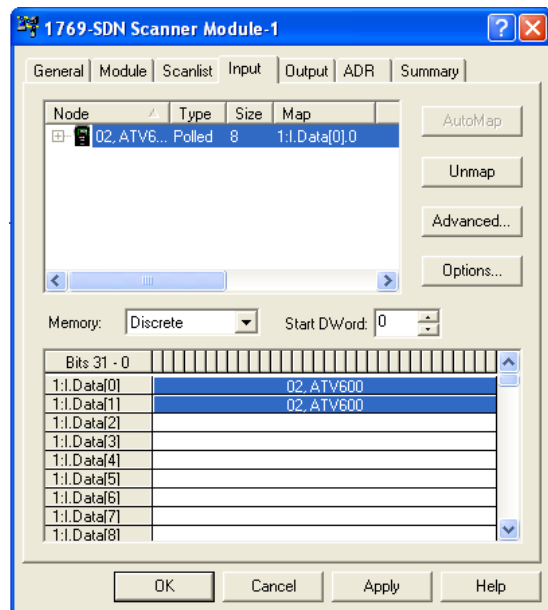 1769-SDN Scanner Module-1
General Module Scanlist Input Output ADR Summary
Node Type Size Map
02, ATV6... Polled 8 1:I.Data[0].0
AutoMap
Unmap
Advanced...
Options...
Memory: Discrete Start DWord: 0
Bits 31 - 0
1:I.Data[0] 02, ATV600
1:I.Data[1] 02, ATV600
1:I.Data[2]
1:I.Data[3]
1:I.Data[4]
1:I.Data[5]
1:I.Data[6]
1:I.Data[7]
1:I.Data[8]
OK Cancel Apply Help